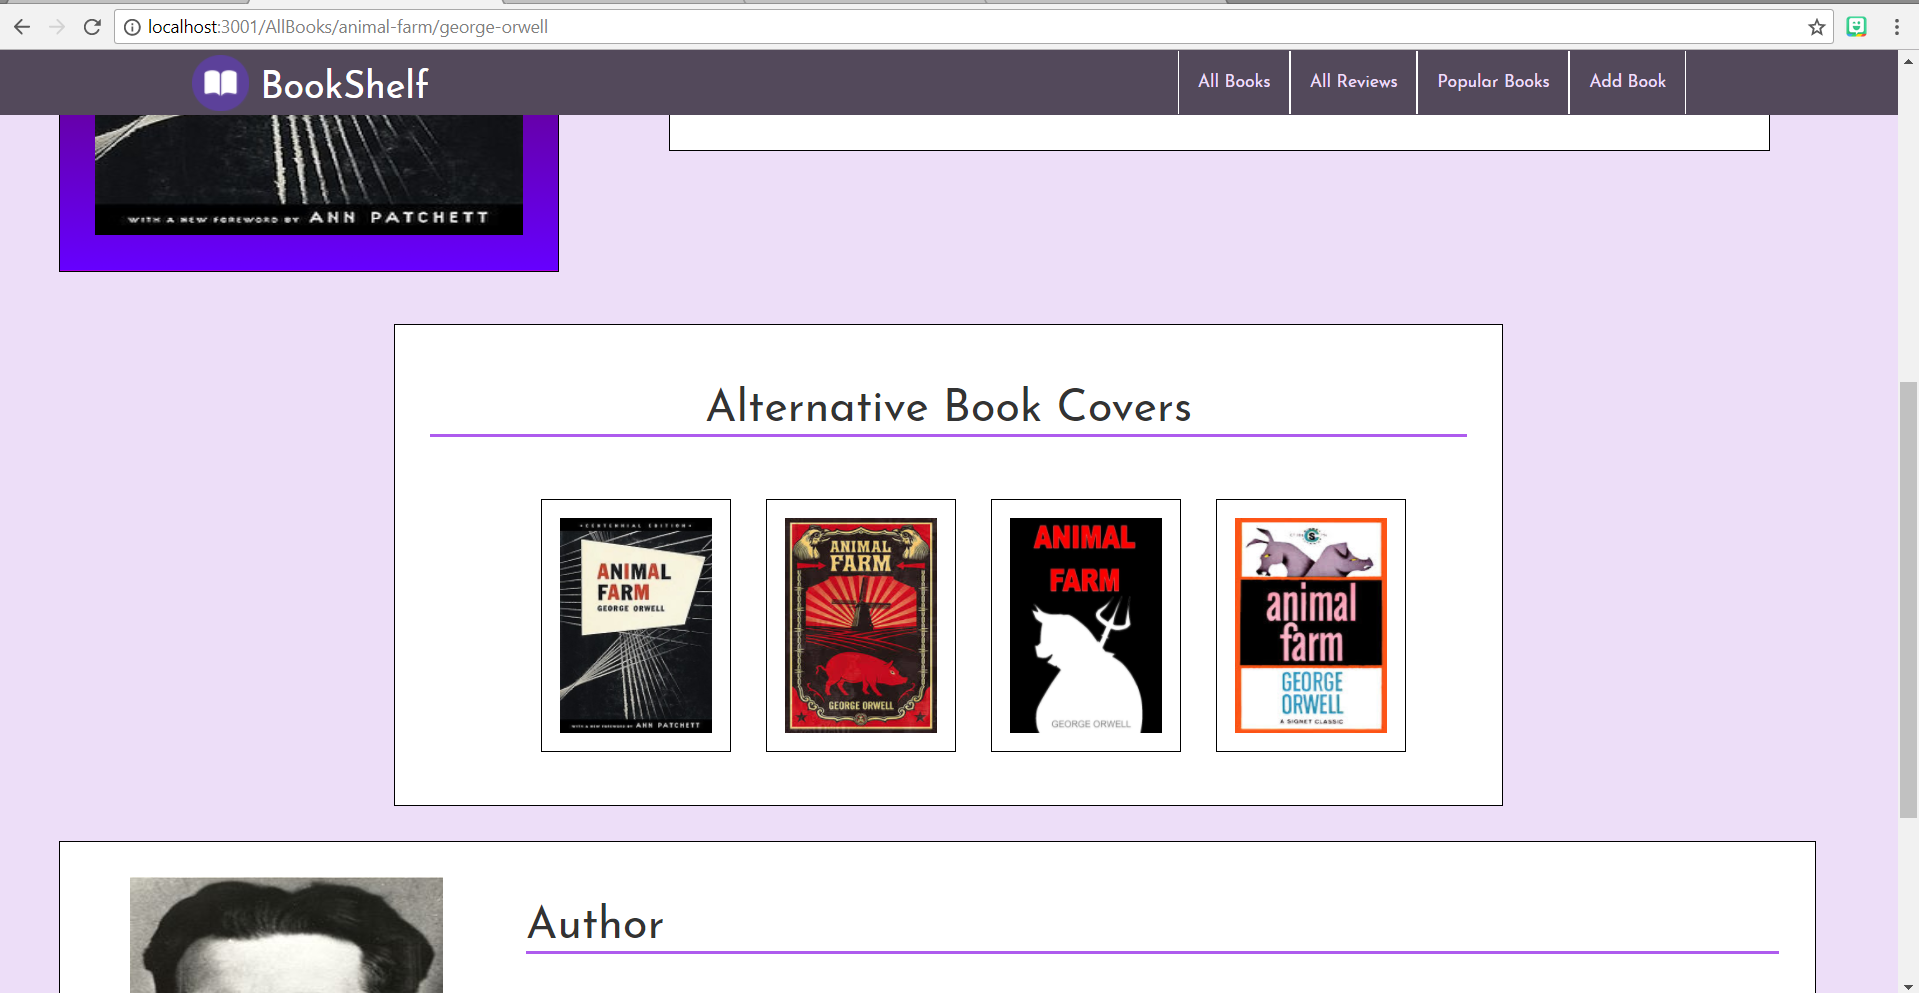 localhost:3001/AllBooks/animal-farm/george-orwell
BookShelf
All Books
All Reviews
Popular Books
Add Book
WITH A NEW FOREWORD BY ANN PATCHETT
Alternative Book Covers
• CENTENNIAL EDITION •
ANIMAL
FARM
GEORGE ORWELL
WITH A NEW FOREWORD BY ANN PATCHETT
ANIMAL
FARM
GEORGE ORWELL
ANIMAL
FARM
GEORGE ORWELL
S
animal
farm
GEORGE
ORWELL
A SIGNET CLASSIC
Author